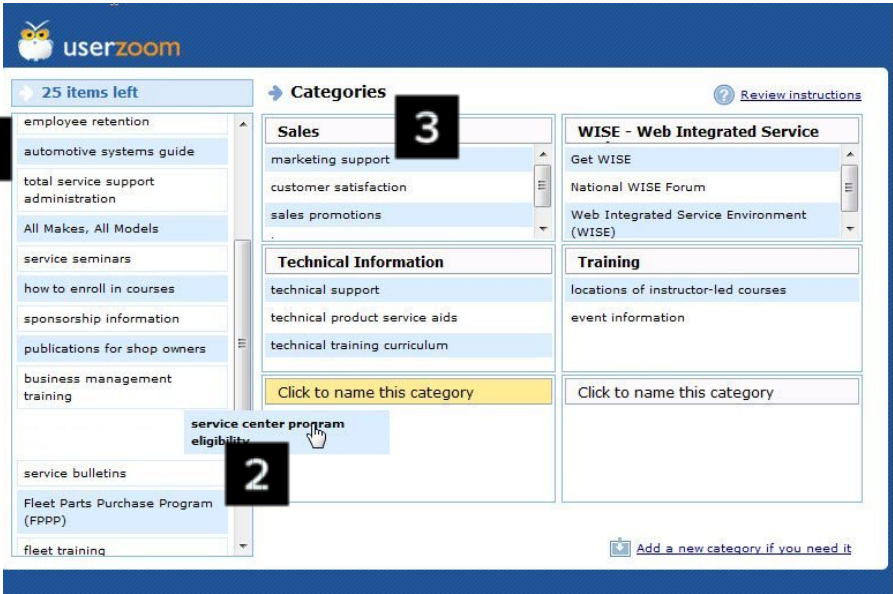 userzoom
25 items left
employee retention
automotive systems guide
total service support
administration
All Makes, All Models
service seminars
how to enroll in courses
sponsorship information
publications for shop owners
business management
training
service center program
eligibility
service bulletins
Fleet Parts Purchase Program
(FPPP)
fleet training
2
Categories
3
Review instructions
Sales
marketing support
customer satisfaction
sales promotions
WISE - Web Integrated Service
Get WISE
National WISE Forum
Web Integrated Service Environment
(WISE)
Technical Information
technical support
technical product service aids
technical training curriculum
Training
locations of instructor-led courses
event information
Click to name this category
Click to name this category
Add a new category if you need it